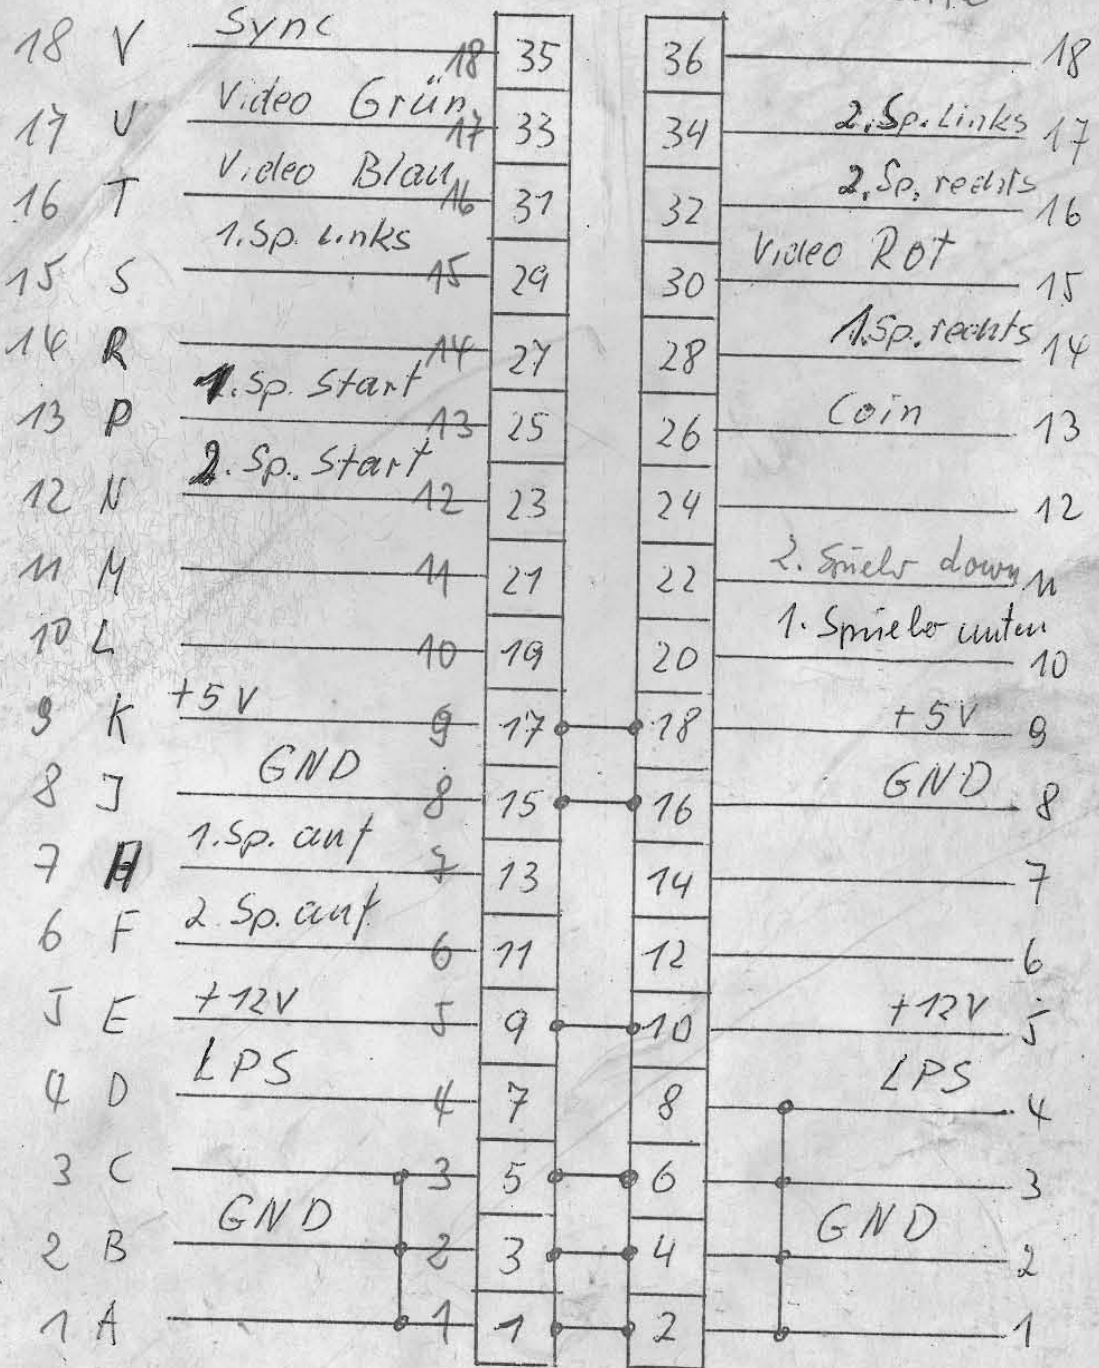 18 V Sync 18 35 36 18
17 U Video Grün 17 33 34 2.Sp.Links 17
16 T Video Blau 16 31 32 2.Sp.rechts 16
15 S 1.Sp. Links 15 29 30 Video Rot 15
14 R 14 27 28 1.Sp.rechts 14
13 P 1.Sp. Start 13 25 26 Coin 13
12 N 2.Sp. Start 12 23 24 12
11 M 11 21 22 2. Spieler down 11
10 L 10 19 20 1. Spieler unten 10
9 K +5V 9 17 18 +5V 9
8 J GND 8 15 16 GND 8
7 H 1.Sp. auf 7 13 14 7
6 F 2.Sp. auf 6 11 12 6
5 E +12V 5 9 10 +12V 5
4 D LPS 4 7 8 LPS 4
3 C 3 5 6 3
2 B GND 2 3 4 GND 2
1 A 1 1 2 1